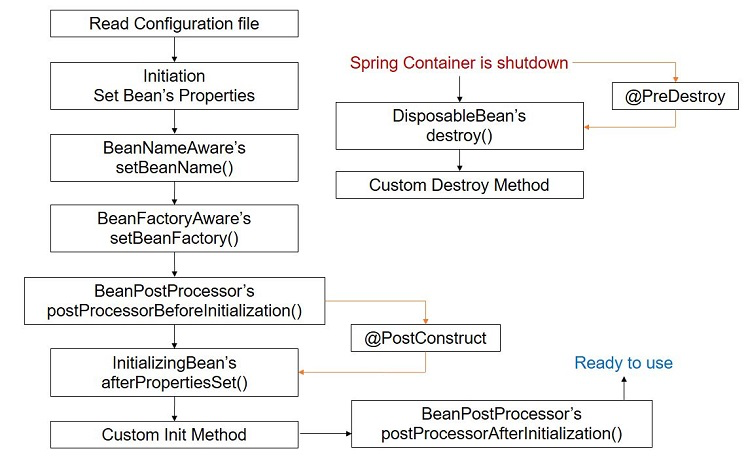 Read Configuration file
Initiation
Set Bean's Properties
BeanNameAware's
setBeanName()
BeanFactoryAware's
setBeanFactory()
BeanPostProcessor's
postProcessorBeforeInitialization()
@PostConstruct
InitializingBean's
afterPropertiesSet()
Custom Init Method
BeanPostProcessor's
postProcessorAfterInitialization()
Ready to use
Spring Container is shutdown
@PreDestroy
DisposableBean's
destroy()
Custom Destroy Method